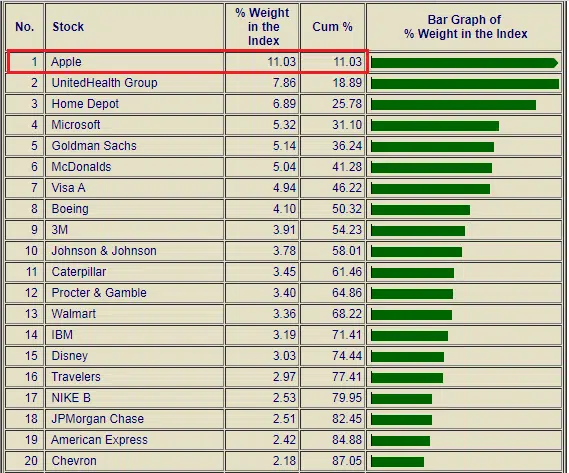 No. Stock % Weight in the Index Cum % Bar Graph of % Weight in the Index
1 Apple 11.03 11.03
2 UnitedHealth Group 7.86 18.89
3 Home Depot 6.89 25.78
4 Microsoft 5.32 31.10
5 Goldman Sachs 5.14 36.24
6 McDonalds 5.04 41.28
7 Visa A 4.94 46.22
8 Boeing 4.10 50.32
9 3M 3.91 54.23
10 Johnson & Johnson 3.78 58.01
11 Caterpillar 3.45 61.46
12 Procter & Gamble 3.40 64.86
13 Walmart 3.36 68.22
14 IBM 3.19 71.41
15 Disney 3.03 74.44
16 Travelers 2.97 77.41
17 NIKE B 2.53 79.95
18 JPMorgan Chase 2.51 82.45
19 American Express 2.42 84.88
20 Chevron 2.18 87.05